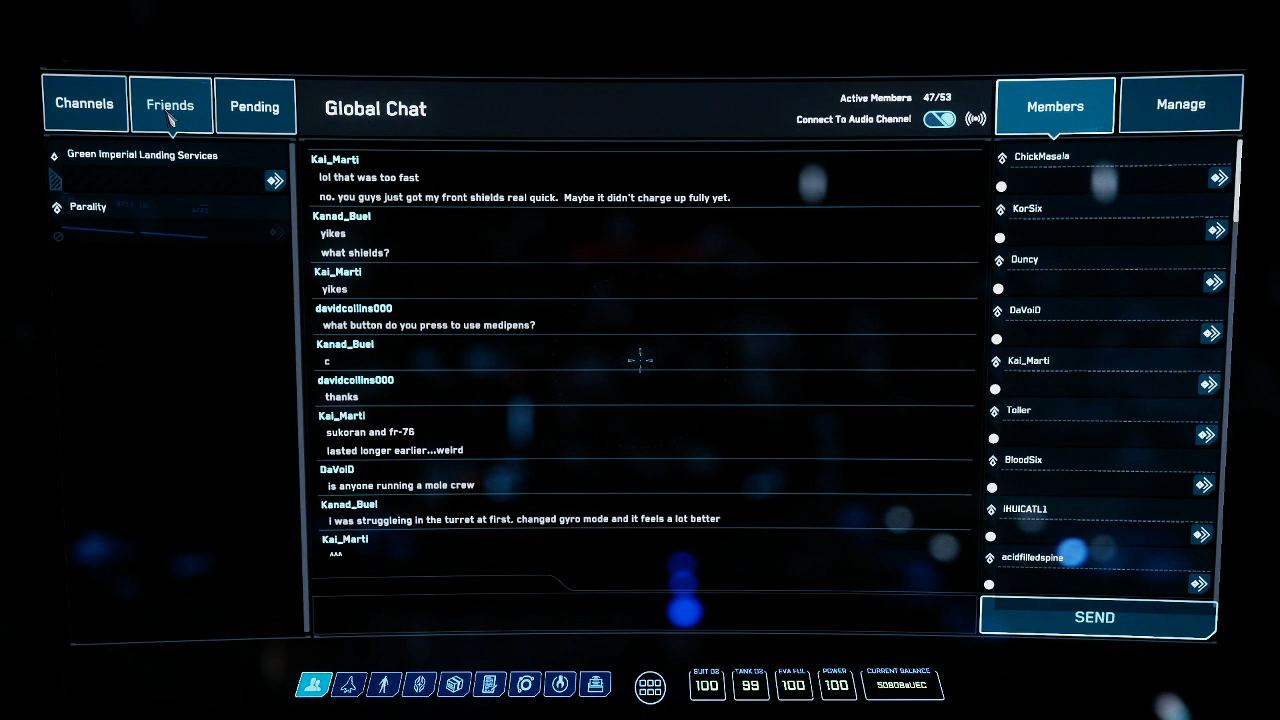 Channels
Friends
Pending
Global Chat
Active Members 47/53
Connect To Audio Channel
Members
Manage
Green Imperial Landing Services
Parality
Kai_Marti
lol that was too fast
no. you guys just got my front shields real quick. Maybe it didn't charge up fully yet.
Kanad_Buel
yikes
what shields?
Kai_Marti
yikes
davidcollins000
what button do you press to use medipens?
Kanad_Buel
c
davidcollins000
thanks
Kai_Marti
sukoran and fr-76
lasted longer earlier...weird
DaVoiD
is anyone running a mole crew
Kanad_Buel
i was struggleing in the turret at first. changed gyro mode and it feels a lot better
Kai_Marti
^^^
ChickMasala
KorSix
Duncy
DaVoiD
Kai_Marti
Toller
BloodSix
IHUICATL1
acidfilledspine
SEND
SUIT O2
100
TANK O2
99
EVA FUL
100
POWER
100
CURRENT BALANCE
50808aUEC